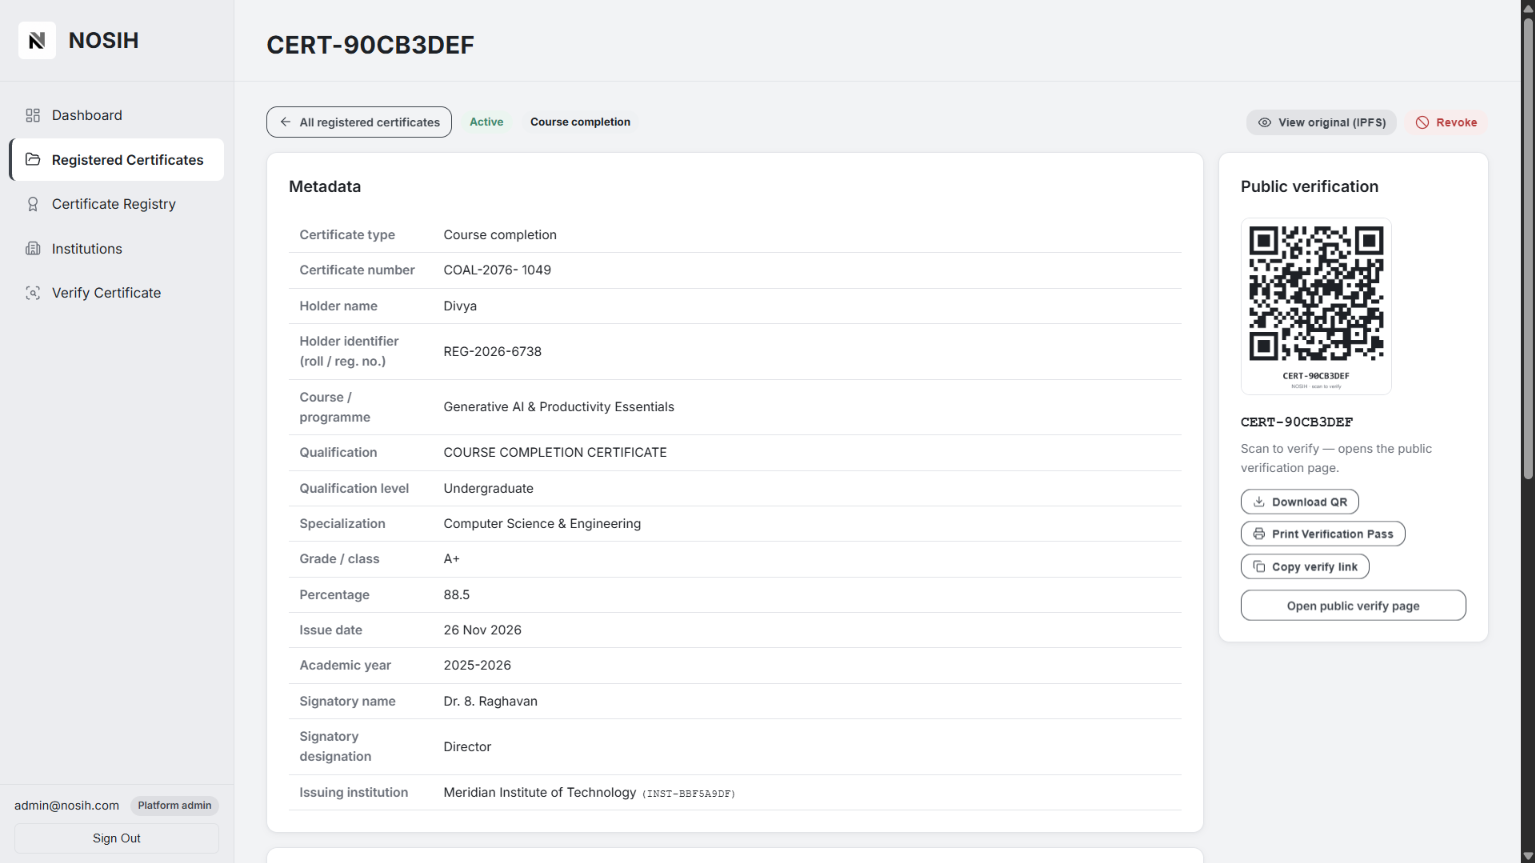 NOSIH
Dashboard
Registered Certificates
Certificate Registry
Institutions
Verify Certificate
admin@nosih.com Platform admin
Sign Out
CERT-90CB3DEF
← All registered certificates Active Course completion
View original (IPFS) Revoke
Metadata
Certificate type Course completion
Certificate number COAL-2076- 1049
Holder name Divya
Holder identifier
(roll / reg. no.) REG-2026-6738
Course /
programme Generative AI & Productivity Essentials
Qualification COURSE COMPLETION CERTIFICATE
Qualification level Undergraduate
Specialization Computer Science & Engineering
Grade / class A+
Percentage 88.5
Issue date 26 Nov 2026
Academic year 2025-2026
Signatory name Dr. 8. Raghavan
Signatory
designation Director
Issuing institution Meridian Institute of Technology (INST-BBF5A9DF)
Public verification
CERT-90CB3DEF
NOSIH · scan to verify
CERT-90CB3DEF
Scan to verify — opens the public
verification page.
Download QR
Print Verification Pass
Copy verify link
Open public verify page